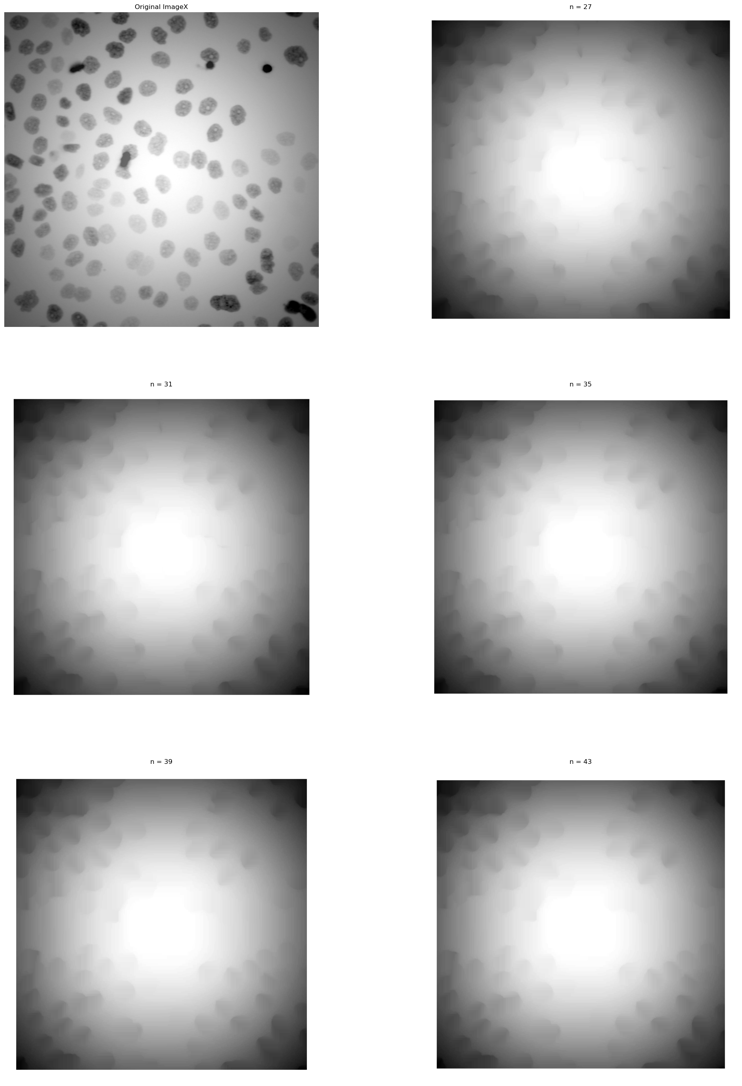 Original ImageX
n = 27
n = 31
n = 35
n = 39
n = 43